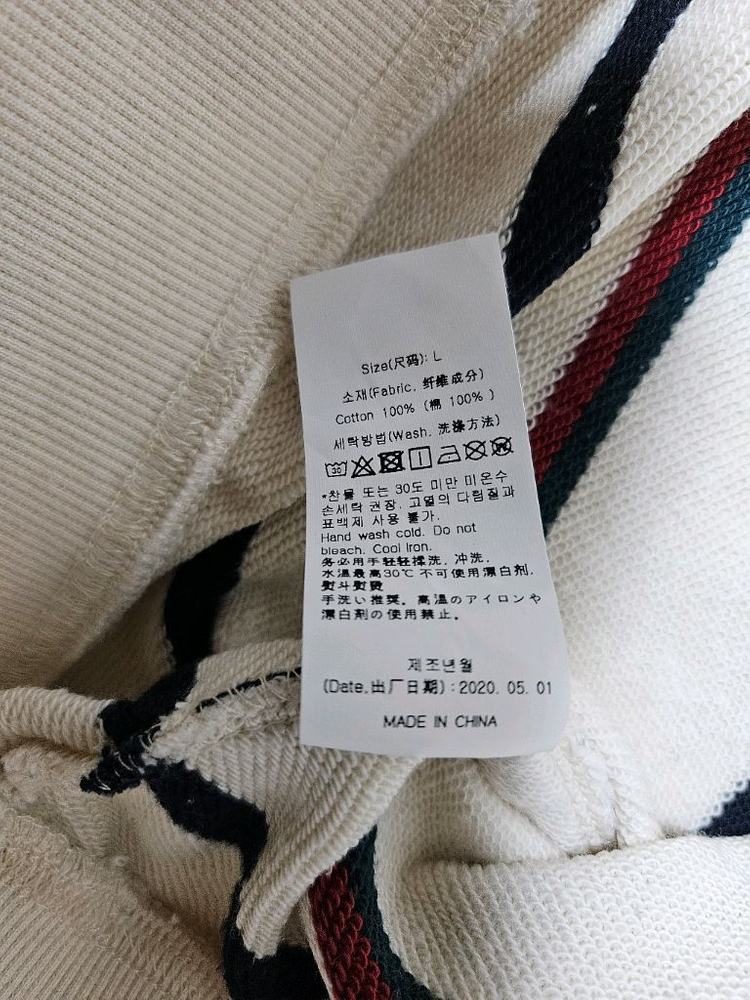 Size(尺码): L
소재(Fabric, 纤维成分)
Cotton 100% (棉 100% )
세탁방법(Wash, 洗涤方法)
30
*찬물 또는 30도 미만 미온수
손세탁 권장. 고열의 다림질과
표백제 사용 불가.
Hand wash cold. Do not
bleach. Cool Iron.
务必用手轻轻揉洗, 冲洗,
水温最高30℃ 不可使用漂白剂,
熨斗熨烫
手洗い推奨。高温のアイロンや
漂白剤の使用禁止。
제조년월
(Date,出厂日期) : 2020. 05. 01
MADE IN CHINA